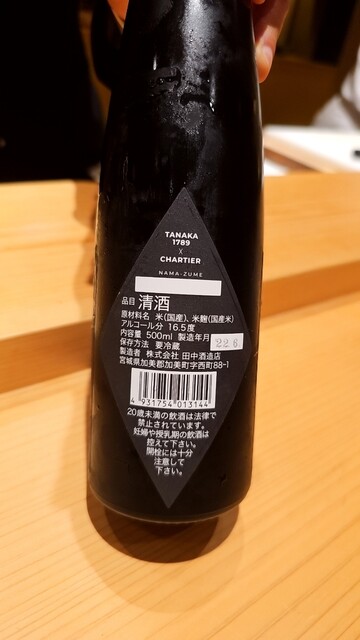 TANAKA
1789
X
CHARTIER
NAMA-ZUME
品目 清酒
原材料名 米(国産)、米麹(国産米)
アルコール分 16.5度
内容量 500ml 製造年月 22.6
保存方法 要冷蔵
製造者 株式会社 田中酒造店
宮城県加美郡加美町字西町88-1
4 931754 013144
20歳未満の飲酒は法律で
禁止されています。
妊婦や授乳期の飲酒は
控えて下さい。
開栓には十分
注意して
下さい。